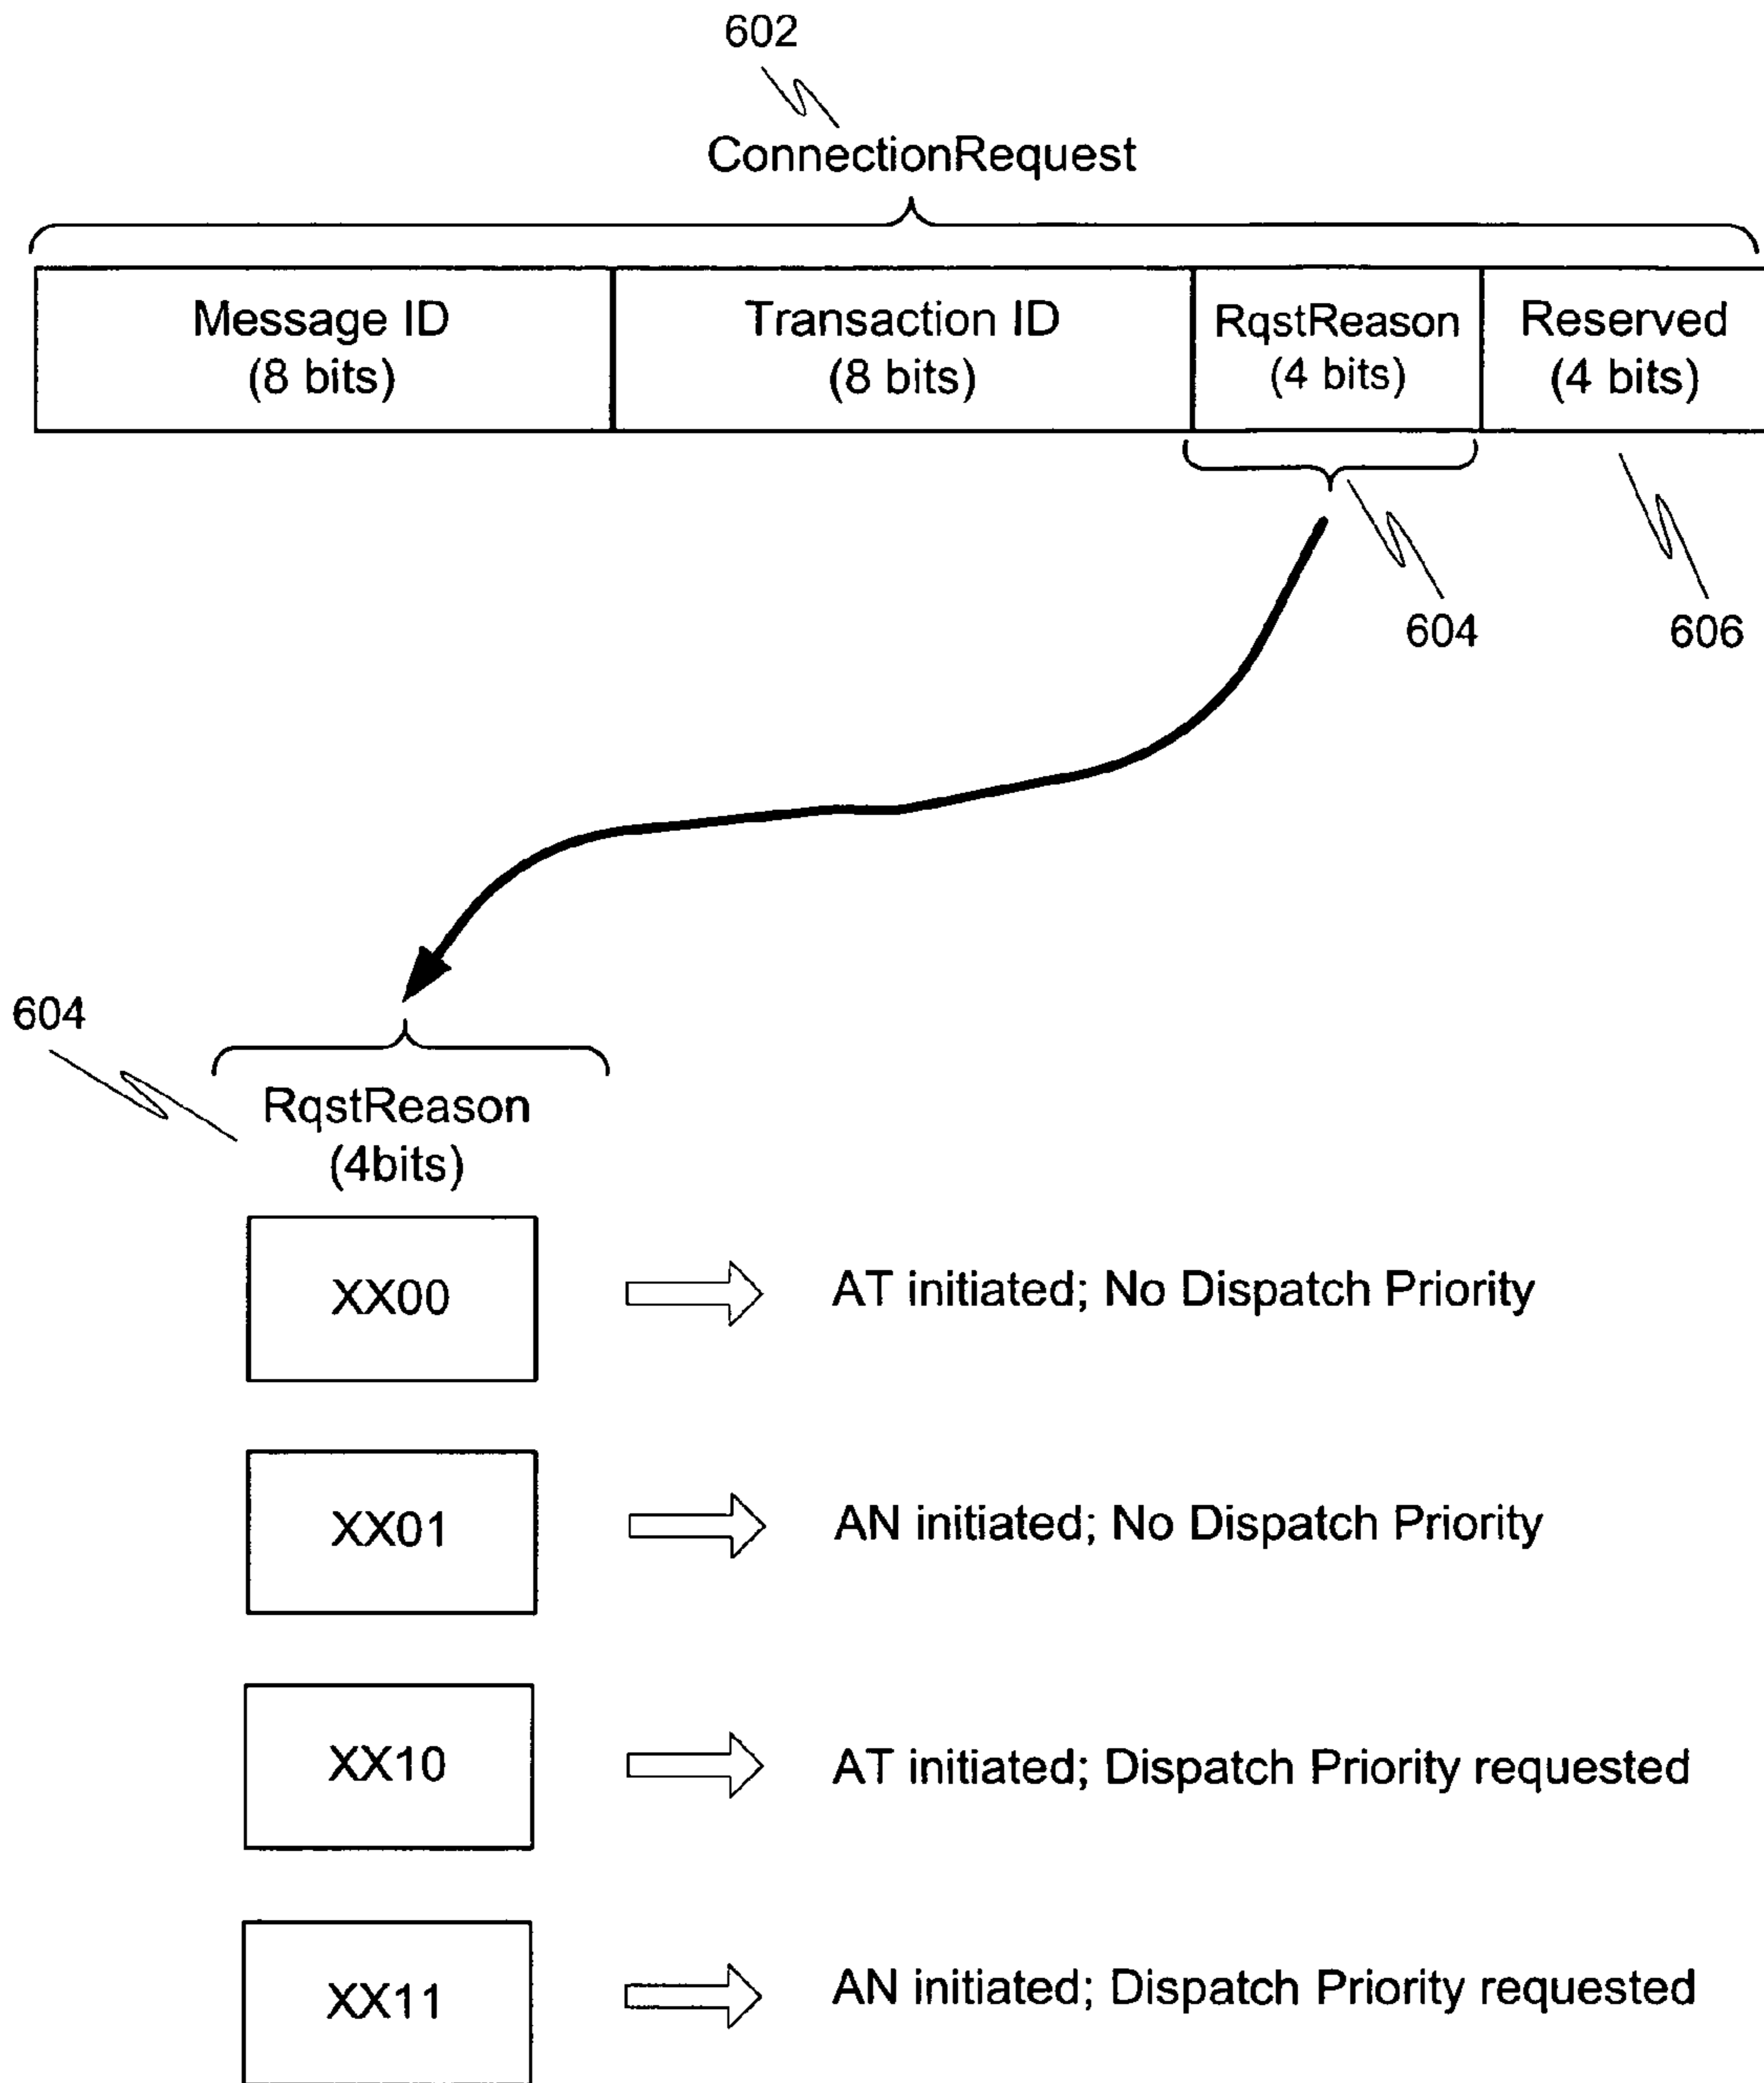 602
ConnectionRequest
Message ID
(8 bits)
Transaction ID
(8 bits)
RqstReason
(4 bits)
Reserved
(4 bits)
604
606
604
RqstReason
(4bits)
XX00
AT initiated; No Dispatch Priority
XX01
AN initiated; No Dispatch Priority
XX10
AT initiated; Dispatch Priority requested
XX11
AN initiated; Dispatch Priority requested